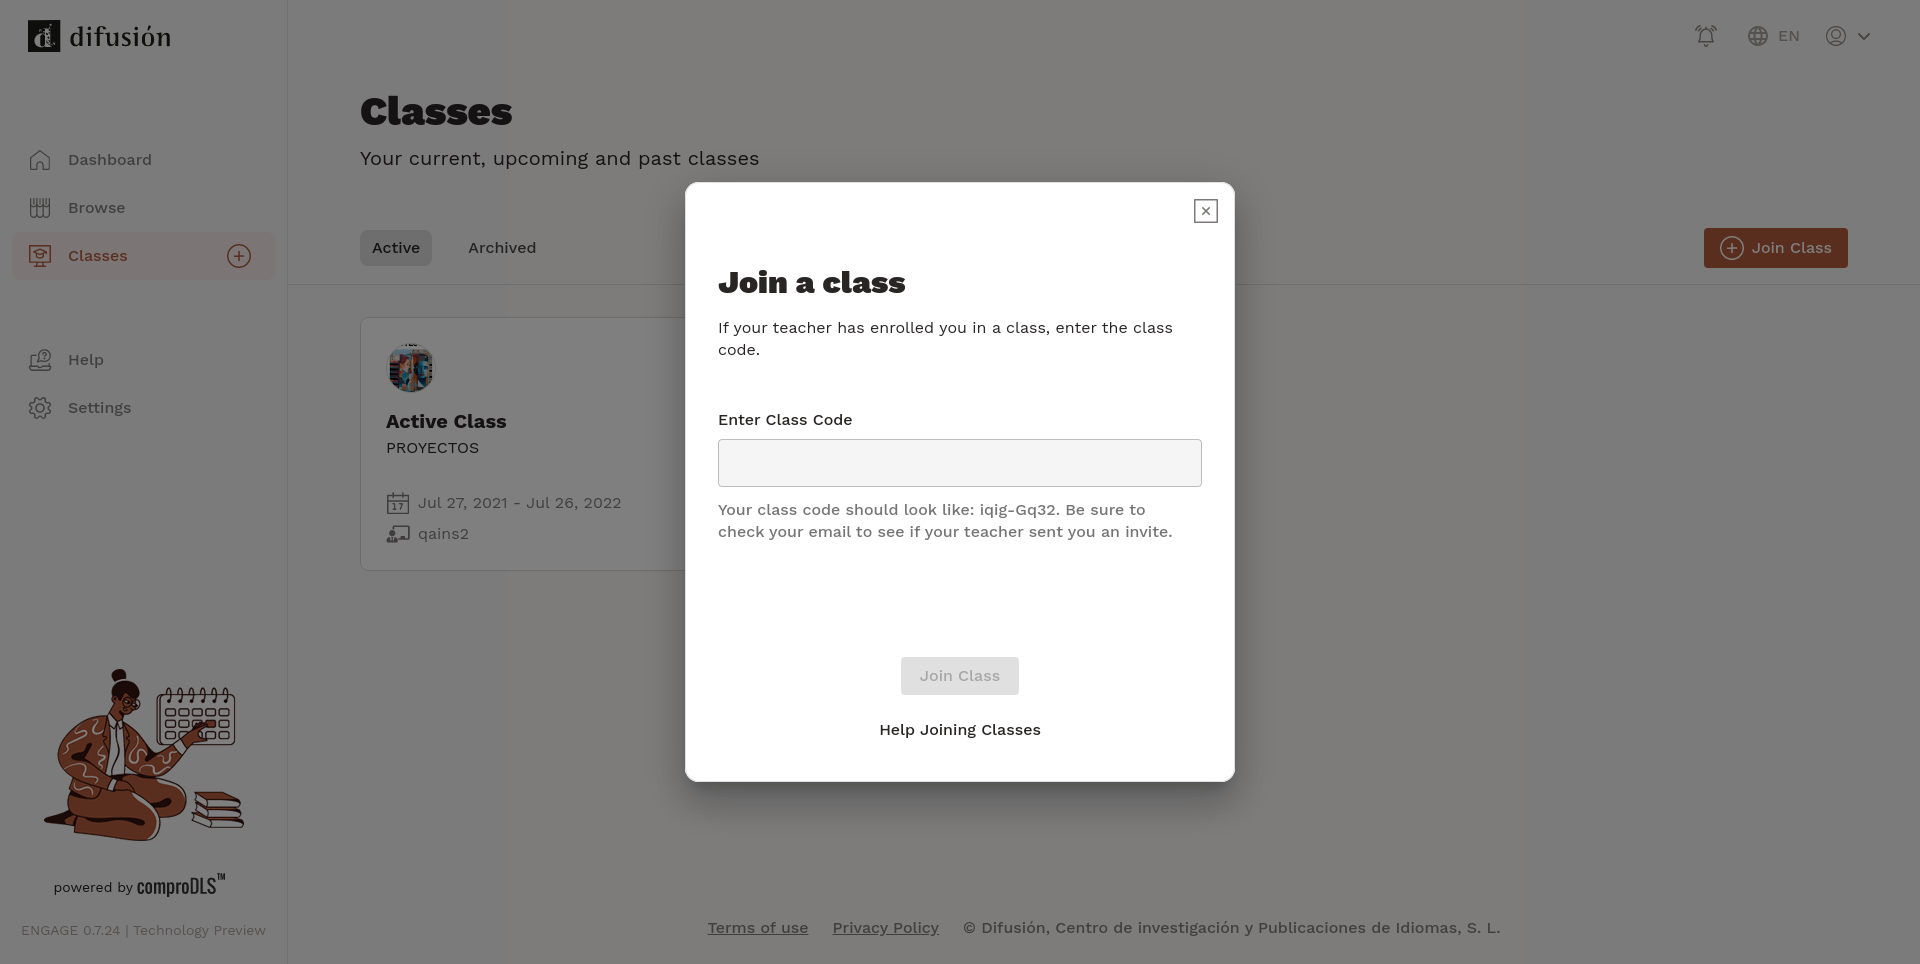 difusión
EN
Classes
Your current, upcoming and past classes
Dashboard
Browse
Classes
Help
Settings
Active
Archived
Join Class
Active Class
PROYECTOS
17
Jul 27, 2021 - Jul 26, 2022
qains2
Join a class
If your teacher has enrolled you in a class, enter the class
code.
Enter Class Code
Your class code should look like: iqig-Gq32. Be sure to
check your email to see if your teacher sent you an invite.
Join Class
Help Joining Classes
powered by comproDLS™
ENGAGE 0.7.24 | Technology Preview
Terms of use
Privacy Policy
© Difusión, Centro de investigación y Publicaciones de Idiomas, S. L.